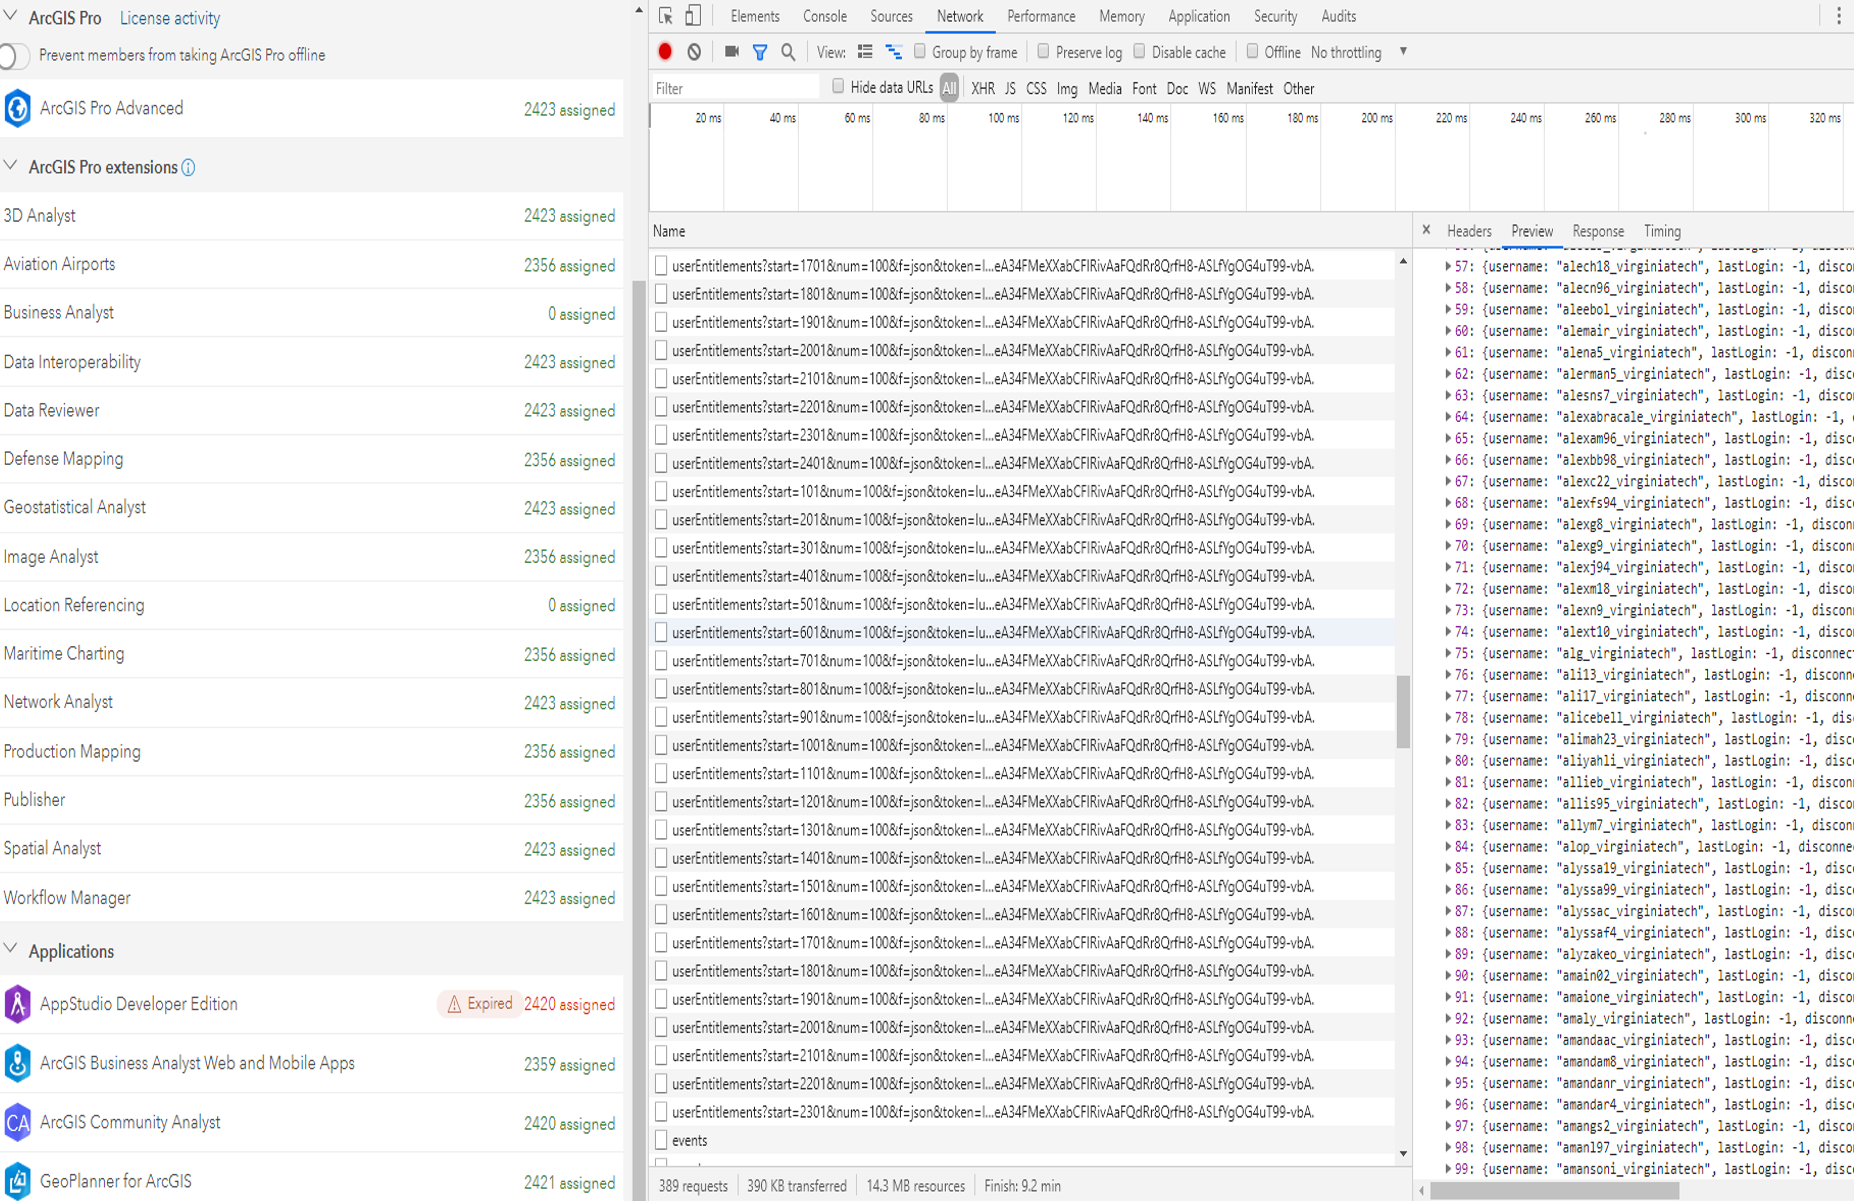 ArcGIS Pro License activity
Prevent members from taking ArcGIS Pro offline
ArcGIS Pro Advanced 2423 assigned
ArcGIS Pro extensions
3D Analyst 2423 assigned
Aviation Airports 2356 assigned
Business Analyst 0 assigned
Data Interoperability 2423 assigned
Data Reviewer 2423 assigned
Defense Mapping 2356 assigned
Geostatistical Analyst 2423 assigned
Image Analyst 2356 assigned
Location Referencing 0 assigned
Maritime Charting 2356 assigned
Network Analyst 2423 assigned
Production Mapping 2356 assigned
Publisher 2356 assigned
Spatial Analyst 2423 assigned
Workflow Manager 2423 assigned
Applications
AppStudio Developer Edition Expired 2420 assigned
ArcGIS Business Analyst Web and Mobile Apps 2359 assigned
CA ArcGIS Community Analyst 2420 assigned
GeoPlanner for ArcGIS 2421 assigned
Elements Console Sources Network Performance Memory Application Security Audits
View: Group by frame Preserve log Disable cache Offline No throttling
Filter Hide data URLs All XHR JS CSS Img Media Font Doc WS Manifest Other
20 ms 40 ms 60 ms 80 ms 100 ms 120 ms 140 ms 160 ms 180 ms 200 ms 220 ms 240 ms 260 ms 280 ms 300 ms 320 ms
Name
userEntitlements?start=1701&num=100&f=json&token=l...eA34FMeXXabCFIRivAaFQdRr8QrfH8-ASLfYgOG4uT99-vbA.
userEntitlements?start=1801&num=100&f=json&token=l...eA34FMeXXabCFIRivAaFQdRr8QrfH8-ASLfYgOG4uT99-vbA.
userEntitlements?start=1901&num=100&f=json&token=l...eA34FMeXXabCFIRivAaFQdRr8QrfH8-ASLfYgOG4uT99-vbA.
userEntitlements?start=2001&num=100&f=json&token=l...eA34FMeXXabCFIRivAaFQdRr8QrfH8-ASLfYgOG4uT99-vbA.
userEntitlements?start=2101&num=100&f=json&token=l...eA34FMeXXabCFIRivAaFQdRr8QrfH8-ASLfYgOG4uT99-vbA.
userEntitlements?start=2201&num=100&f=json&token=l...eA34FMeXXabCFIRivAaFQdRr8QrfH8-ASLfYgOG4uT99-vbA.
userEntitlements?start=2301&num=100&f=json&token=l...eA34FMeXXabCFIRivAaFQdRr8QrfH8-ASLfYgOG4uT99-vbA.
userEntitlements?start=2401&num=100&f=json&token=l...eA34FMeXXabCFIRivAaFQdRr8QrfH8-ASLfYgOG4uT99-vbA.
userEntitlements?start=101&num=100&f=json&token=lu...eA34FMeXXabCFIRivAaFQdRr8QrfH8-ASLfYgOG4uT99-vbA.
userEntitlements?start=201&num=100&f=json&token=lu...eA34FMeXXabCFIRivAaFQdRr8QrfH8-ASLfYgOG4uT99-vbA.
userEntitlements?start=301&num=100&f=json&token=lu...eA34FMeXXabCFIRivAaFQdRr8QrfH8-ASLfYgOG4uT99-vbA.
userEntitlements?start=401&num=100&f=json&token=lu...eA34FMeXXabCFIRivAaFQdRr8QrfH8-ASLfYgOG4uT99-vbA.
userEntitlements?start=501&num=100&f=json&token=lu...eA34FMeXXabCFIRivAaFQdRr8QrfH8-ASLfYgOG4uT99-vbA.
userEntitlements?start=601&num=100&f=json&token=lu...eA34FMeXXabCFIRivAaFQdRr8QrfH8-ASLfYgOG4uT99-vbA.
userEntitlements?start=701&num=100&f=json&token=lu...eA34FMeXXabCFIRivAaFQdRr8QrfH8-ASLfYgOG4uT99-vbA.
userEntitlements?start=801&num=100&f=json&token=lu...eA34FMeXXabCFIRivAaFQdRr8QrfH8-ASLfYgOG4uT99-vbA.
userEntitlements?start=901&num=100&f=json&token=lu...eA34FMeXXabCFIRivAaFQdRr8QrfH8-ASLfYgOG4uT99-vbA.
userEntitlements?start=1001&num=100&f=json&token=l...eA34FMeXXabCFIRivAaFQdRr8QrfH8-ASLfYgOG4uT99-vbA.
userEntitlements?start=1101&num=100&f=json&token=l...eA34FMeXXabCFIRivAaFQdRr8QrfH8-ASLfYgOG4uT99-vbA.
userEntitlements?start=1201&num=100&f=json&token=l...eA34FMeXXabCFIRivAaFQdRr8QrfH8-ASLfYgOG4uT99-vbA.
userEntitlements?start=1301&num=100&f=json&token=l...eA34FMeXXabCFIRivAaFQdRr8QrfH8-ASLfYgOG4uT99-vbA.
userEntitlements?start=1401&num=100&f=json&token=l...eA34FMeXXabCFIRivAaFQdRr8QrfH8-ASLfYgOG4uT99-vbA.
userEntitlements?start=1501&num=100&f=json&token=l...eA34FMeXXabCFIRivAaFQdRr8QrfH8-ASLfYgOG4uT99-vbA.
userEntitlements?start=1601&num=100&f=json&token=l...eA34FMeXXabCFIRivAaFQdRr8QrfH8-ASLfYgOG4uT99-vbA.
userEntitlements?start=1701&num=100&f=json&token=l...eA34FMeXXabCFIRivAaFQdRr8QrfH8-ASLfYgOG4uT99-vbA.
userEntitlements?start=1801&num=100&f=json&token=l...eA34FMeXXabCFIRivAaFQdRr8QrfH8-ASLfYgOG4uT99-vbA.
userEntitlements?start=1901&num=100&f=json&token=l...eA34FMeXXabCFIRivAaFQdRr8QrfH8-ASLfYgOG4uT99-vbA.
userEntitlements?start=2001&num=100&f=json&token=l...eA34FMeXXabCFIRivAaFQdRr8QrfH8-ASLfYgOG4uT99-vbA.
userEntitlements?start=2101&num=100&f=json&token=l...eA34FMeXXabCFIRivAaFQdRr8QrfH8-ASLfYgOG4uT99-vbA.
userEntitlements?start=2201&num=100&f=json&token=l...eA34FMeXXabCFIRivAaFQdRr8QrfH8-ASLfYgOG4uT99-vbA.
userEntitlements?start=2301&num=100&f=json&token=l...eA34FMeXXabCFIRivAaFQdRr8QrfH8-ASLfYgOG4uT99-vbA.
events
389 requests 390 KB transferred 14.3 MB resources Finish: 9.2 min
Headers Preview Response Timing
57: {username: "alech18_virginiatech", lastLogin: -1, discon
58: {username: "alecn96_virginiatech", lastLogin: -1, discon
59: {username: "aleebol_virginiatech", lastLogin: -1, discon
60: {username: "alemair_virginiatech", lastLogin: -1, discon
61: {username: "alena5_virginiatech", lastLogin: -1, disconn
62: {username: "alerman5_virginiatech", lastLogin: -1, disco
63: {username: "alesns7_virginiatech", lastLogin: -1, discon
64: {username: "alexabracale_virginiatech", lastLogin: -1,
65: {username: "alexam96_virginiatech", lastLogin: -1, disco
66: {username: "alexbb98_virginiatech", lastLogin: -1, disco
67: {username: "alexc22_virginiatech", lastLogin: -1, discon
68: {username: "alexfs94_virginiatech", lastLogin: -1, disco
69: {username: "alexg8_virginiatech", lastLogin: -1, disconn
70: {username: "alexg9_virginiatech", lastLogin: -1, disconn
71: {username: "alexj94_virginiatech", lastLogin: -1, discon
72: {username: "alexm18_virginiatech", lastLogin: -1, discon
73: {username: "alexn9_virginiatech", lastLogin: -1, disconn
74: {username: "alext10_virginiatech", lastLogin: -1, discon
75: {username: "alg_virginiatech", lastLogin: -1, disconnect
76: {username: "ali13_virginiatech", lastLogin: -1, disconne
77: {username: "ali17_virginiatech", lastLogin: -1, disconne
78: {username: "alicebell_virginiatech", lastLogin: -1, disc
79: {username: "alimah23_virginiatech", lastLogin: -1, disco
80: {username: "aliyahli_virginiatech", lastLogin: -1, disco
81: {username: "allieb_virginiatech", lastLogin: -1, disconn
82: {username: "allis95_virginiatech", lastLogin: -1, discon
83: {username: "allym7_virginiatech", lastLogin: -1, disconn
84: {username: "alop_virginiatech", lastLogin: -1, disconnec
85: {username: "alyssa19_virginiatech", lastLogin: -1, disco
86: {username: "alyssa99_virginiatech", lastLogin: -1, disco
87: {username: "alyssac_virginiatech", lastLogin: -1, discon
88: {username: "alyssaf4_virginiatech", lastLogin: -1, disco
89: {username: "alyzakeo_virginiatech", lastLogin: -1, disco
90: {username: "amain02_virginiatech", lastLogin: -1, discon
91: {username: "amaione_virginiatech", lastLogin: -1, discon
92: {username: "amaly_virginiatech", lastLogin: -1, disconne
93: {username: "amandaac_virginiatech", lastLogin: -1, disco
94: {username: "amandam8_virginiatech", lastLogin: -1, disco
95: {username: "amandanr_virginiatech", lastLogin: -1, disco
96: {username: "amandar4_virginiatech", lastLogin: -1, disco
97: {username: "amangs2_virginiatech", lastLogin: -1, discon
98: {username: "amanl97_virginiatech", lastLogin: -1, discon
99: {username: "amansoni_virginiatech", lastLogin: -1, disco